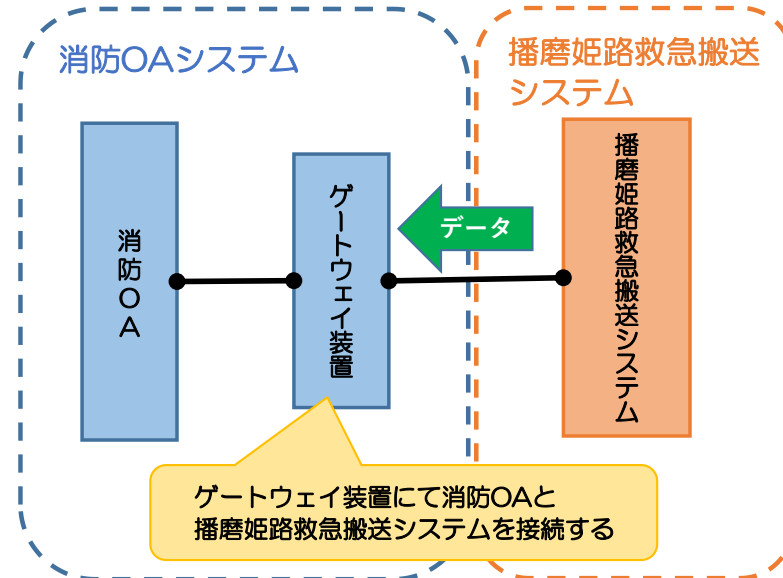 消防OAシステム
播磨姫路救急搬送
システム
消防OA
ゲートウェイ装置
データ
播磨姫路救急搬送システム
ゲートウェイ装置にて消防OAと
播磨姫路救急搬送システムを接続する